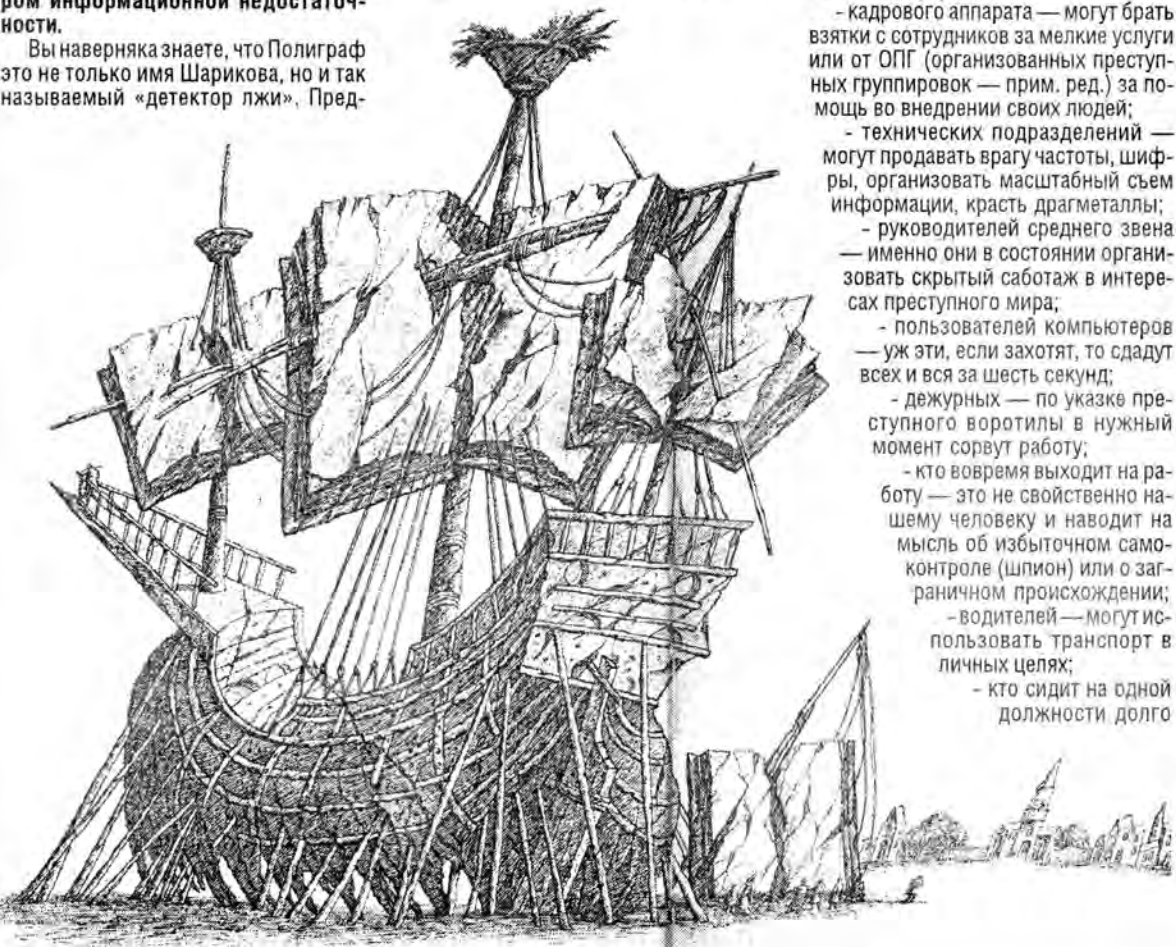 ром информационной недостаточ-
ности.
Вы наверняка знаете, что Полиграф
это не только имя Шарикова, но и так
называемый «детектор лжи». Пред-
- кадрового аппарата — могут брать
взятки с сотрудников за мелкие услуги
или от ОПГ (организованных преступ-
ных группировок — прим. ред.) за по-
мощь во внедрении своих людей;
- технических подразделений —
могут продавать врагу частоты, шиф-
ры, организовать масштабный съем
информации, красть драгметаллы;
- руководителей среднего звена
— именно они в состоянии органи-
зовать скрытый саботаж в интере-
сах преступного мира;
- пользователей компьютеров
— уж эти, если захотят, то сдадут
всех и вся за шесть секунд;
- дежурных — по указке пре-
ступного воротилы в нужный
момент сорвут работу;
- кто вовремя выходит на ра-
боту — это не свойственно на-
шему человеку и наводит на
мысль об избыточном само-
контроле (шпион) или о заг-
раничном происхождении;
- водителей — могут ис-
пользовать транспорт в
личных целях;
- кто сидит на одной
должности долго